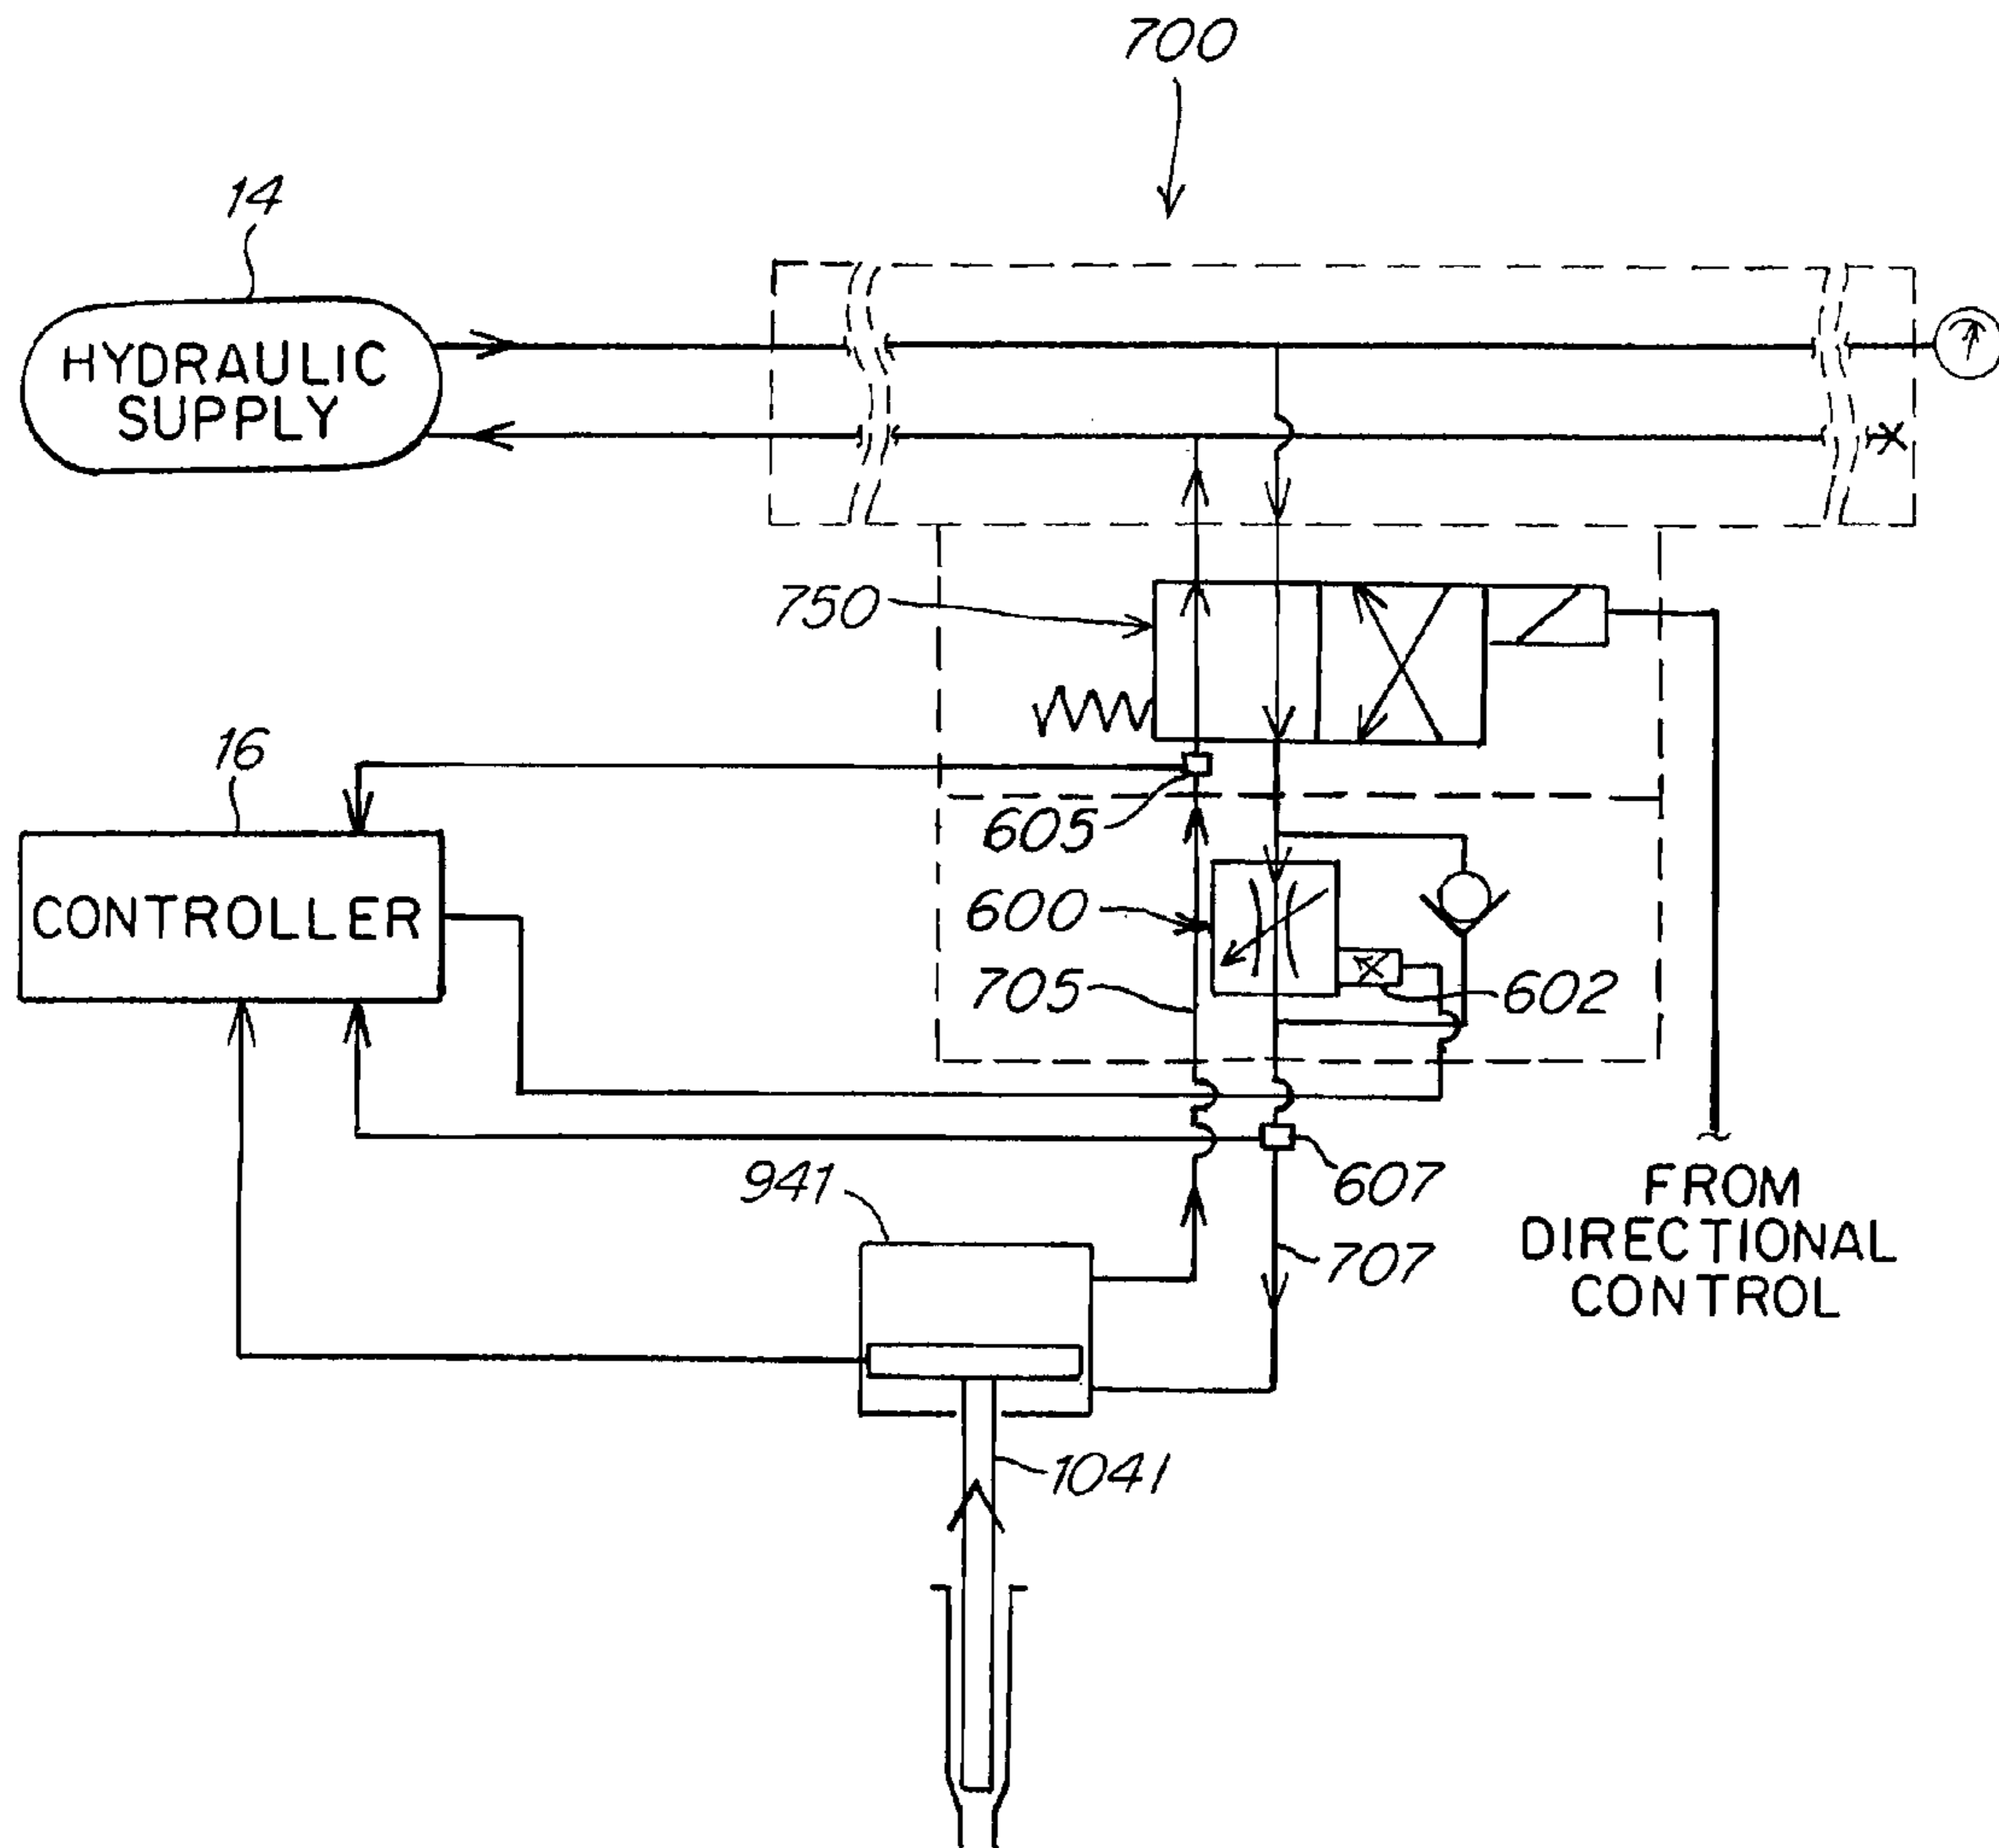 700
14
HYDRAULIC
SUPPLY
750
16
605
CONTROLLER
600
705
602
941
607
FROM
DIRECTIONAL
CONTROL
707
1041